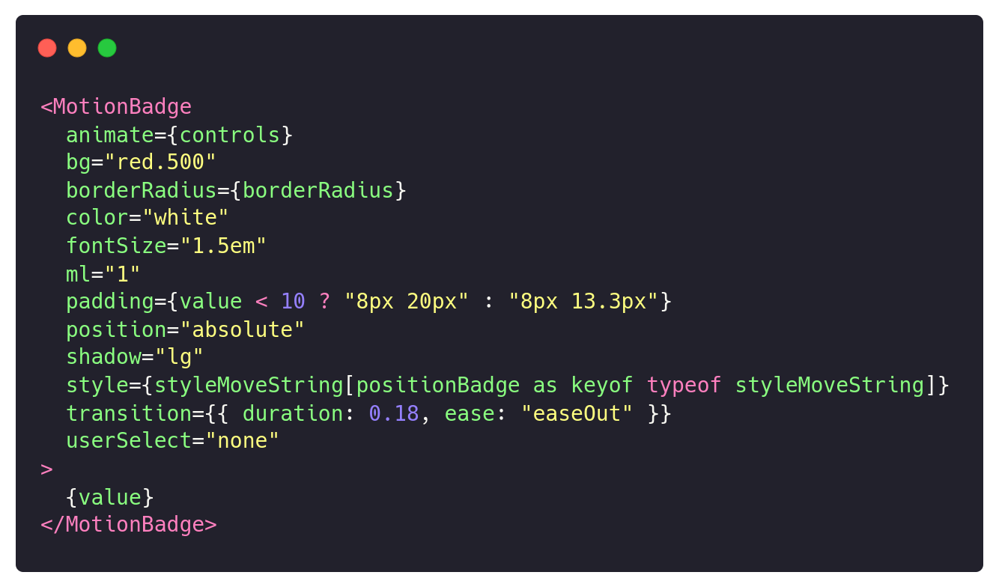 <MotionBadge
  animate={controls}
  bg="red.500"
  borderRadius={borderRadius}
  color="white"
  fontSize="1.5em"
  ml="1"
  padding={value < 10 ? "8px 20px" : "8px 13.3px"}
  position="absolute"
  shadow="lg"
  style={styleMoveString[positionBadge as keyof typeof styleMoveString]}
  transition={{ duration: 0.18, ease: "easeOut" }}
  userSelect="none"
>
  {value}
</MotionBadge>